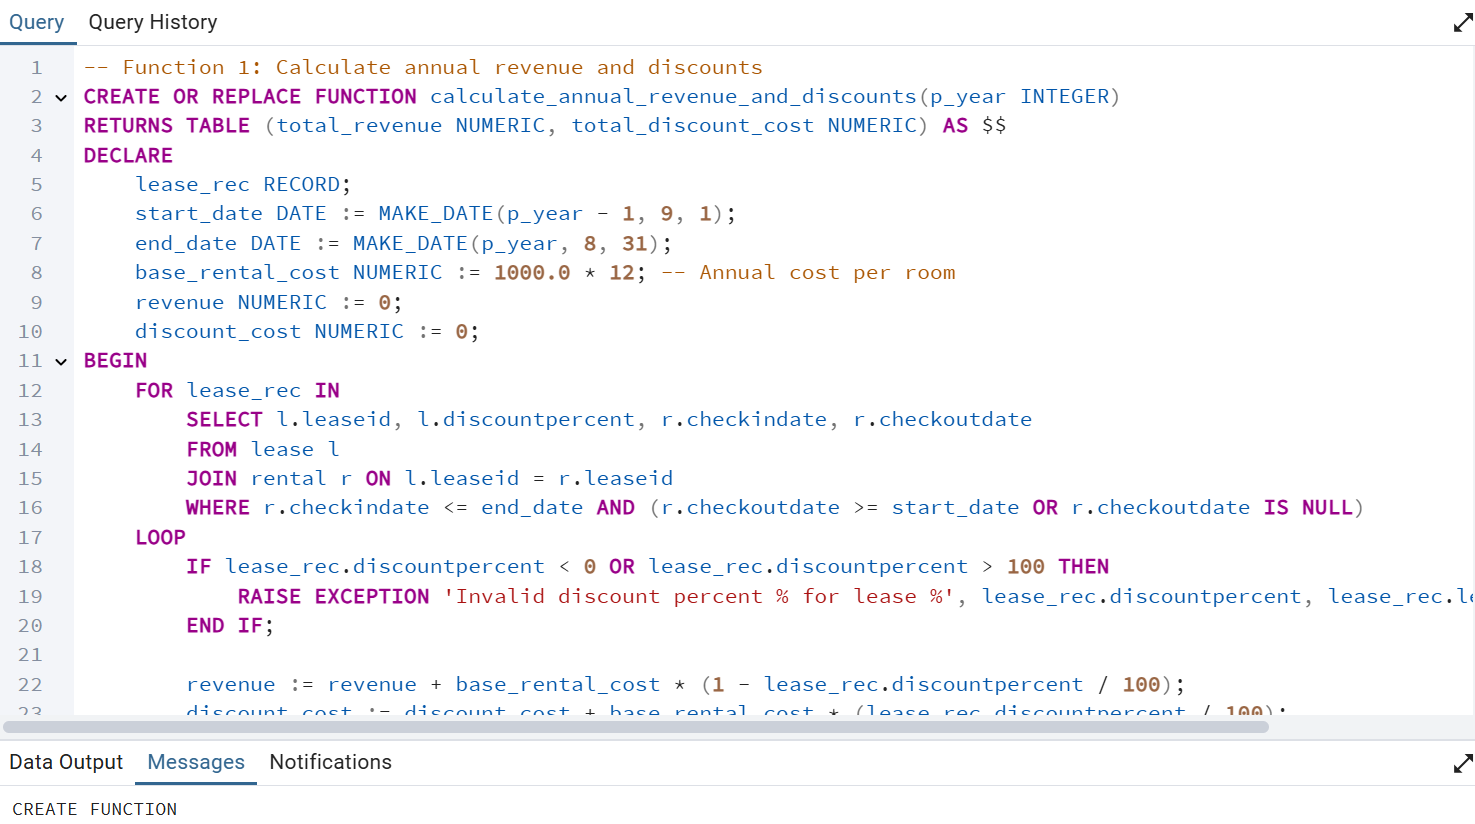 Query Query History
1 -- Function 1: Calculate annual revenue and discounts
2 CREATE OR REPLACE FUNCTION calculate_annual_revenue_and_discounts(p_year INTEGER)
3 RETURNS TABLE (total_revenue NUMERIC, total_discount_cost NUMERIC) AS $$
4 DECLARE
5     lease_rec RECORD;
6     start_date DATE := MAKE_DATE(p_year - 1, 9, 1);
7     end_date DATE := MAKE_DATE(p_year, 8, 31);
8     base_rental_cost NUMERIC := 1000.0 * 12; -- Annual cost per room
9     revenue NUMERIC := 0;
10     discount_cost NUMERIC := 0;
11 BEGIN
12     FOR lease_rec IN
13         SELECT l.leaseid, l.discountpercent, r.checkindate, r.checkoutdate
14         FROM lease l
15         JOIN rental r ON l.leaseid = r.leaseid
16         WHERE r.checkindate <= end_date AND (r.checkoutdate >= start_date OR r.checkoutdate IS NULL)
17     LOOP
18         IF lease_rec.discountpercent < 0 OR lease_rec.discountpercent > 100 THEN
19             RAISE EXCEPTION 'Invalid discount percent % for lease %', lease_rec.discountpercent, lease_rec.le
20         END IF;
21
22         revenue := revenue + base_rental_cost * (1 - lease_rec.discountpercent / 100);
23         discount_cost := discount_cost + base_rental_cost * (lease_rec.discountpercent / 100);
Data Output Messages Notifications
CREATE FUNCTION